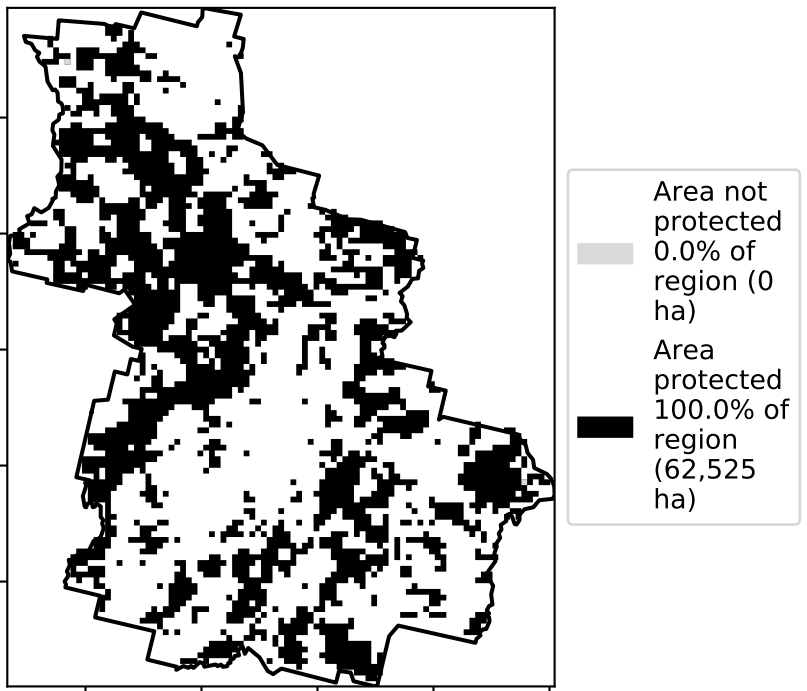 Area not
protected
0.0% of
region (0
ha)
Area
protected
100.0% of
region
(62,525
ha)